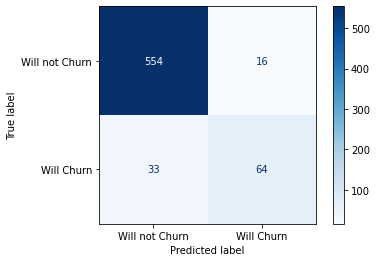 Will not Churn
Will Churn
True label
554
16
33
64
Will not Churn
Will Churn
Predicted label
500
400
300
200
100